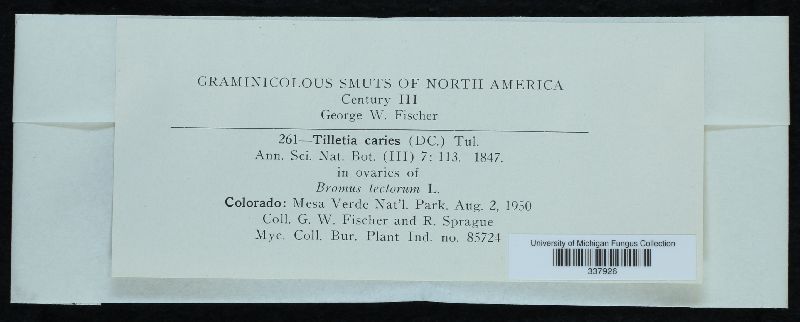 GRAMINICOLOUS SMUTS OF NORTH AMERICA
Century III
George W. Fischer
261—Tilletia caries (DC.) Tul.
Ann. Sci. Nat. Bot. (III) 7: 113. 1847.
in ovaries of
Bromus tectorum L.
Colorado: Mesa Verde Nat'l. Park, Aug. 2, 1950
Coll. G. W. Fischer and R. Sprague
Myc. Coll. Bur. Plant Ind. no. 85724
University of Michigan Fungus Collection
337926